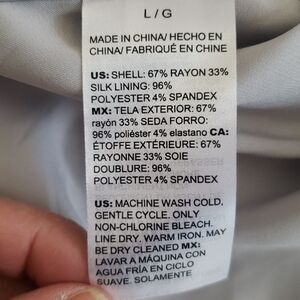 L / G
MADE IN CHINA/ HECHO EN
CHINA/ FABRIQUÉ EN CHINE
US: SHELL: 67% RAYON 33%
SILK LINING: 96%
POLYESTER 4% SPANDEX
MX: TELA EXTERIOR: 67%
rayón 33% SEDA FORRO:
96% poliéster 4% elastano CA:
ÉTOFFE EXTÉRIEURE: 67%
RAYONNE 33% SOIE
DOUBLURE: 96%
POLYESTER 4% SPANDEX
US: MACHINE WASH COLD,
GENTLE CYCLE. ONLY
NON-CHLORINE BLEACH.
LINE DRY. WARM IRON. MAY
BE DRY CLEANED MX:
LAVAR A MÁQUINA CON
AGUA FRÍA EN CICLO
SUAVE. SOLAMENTE